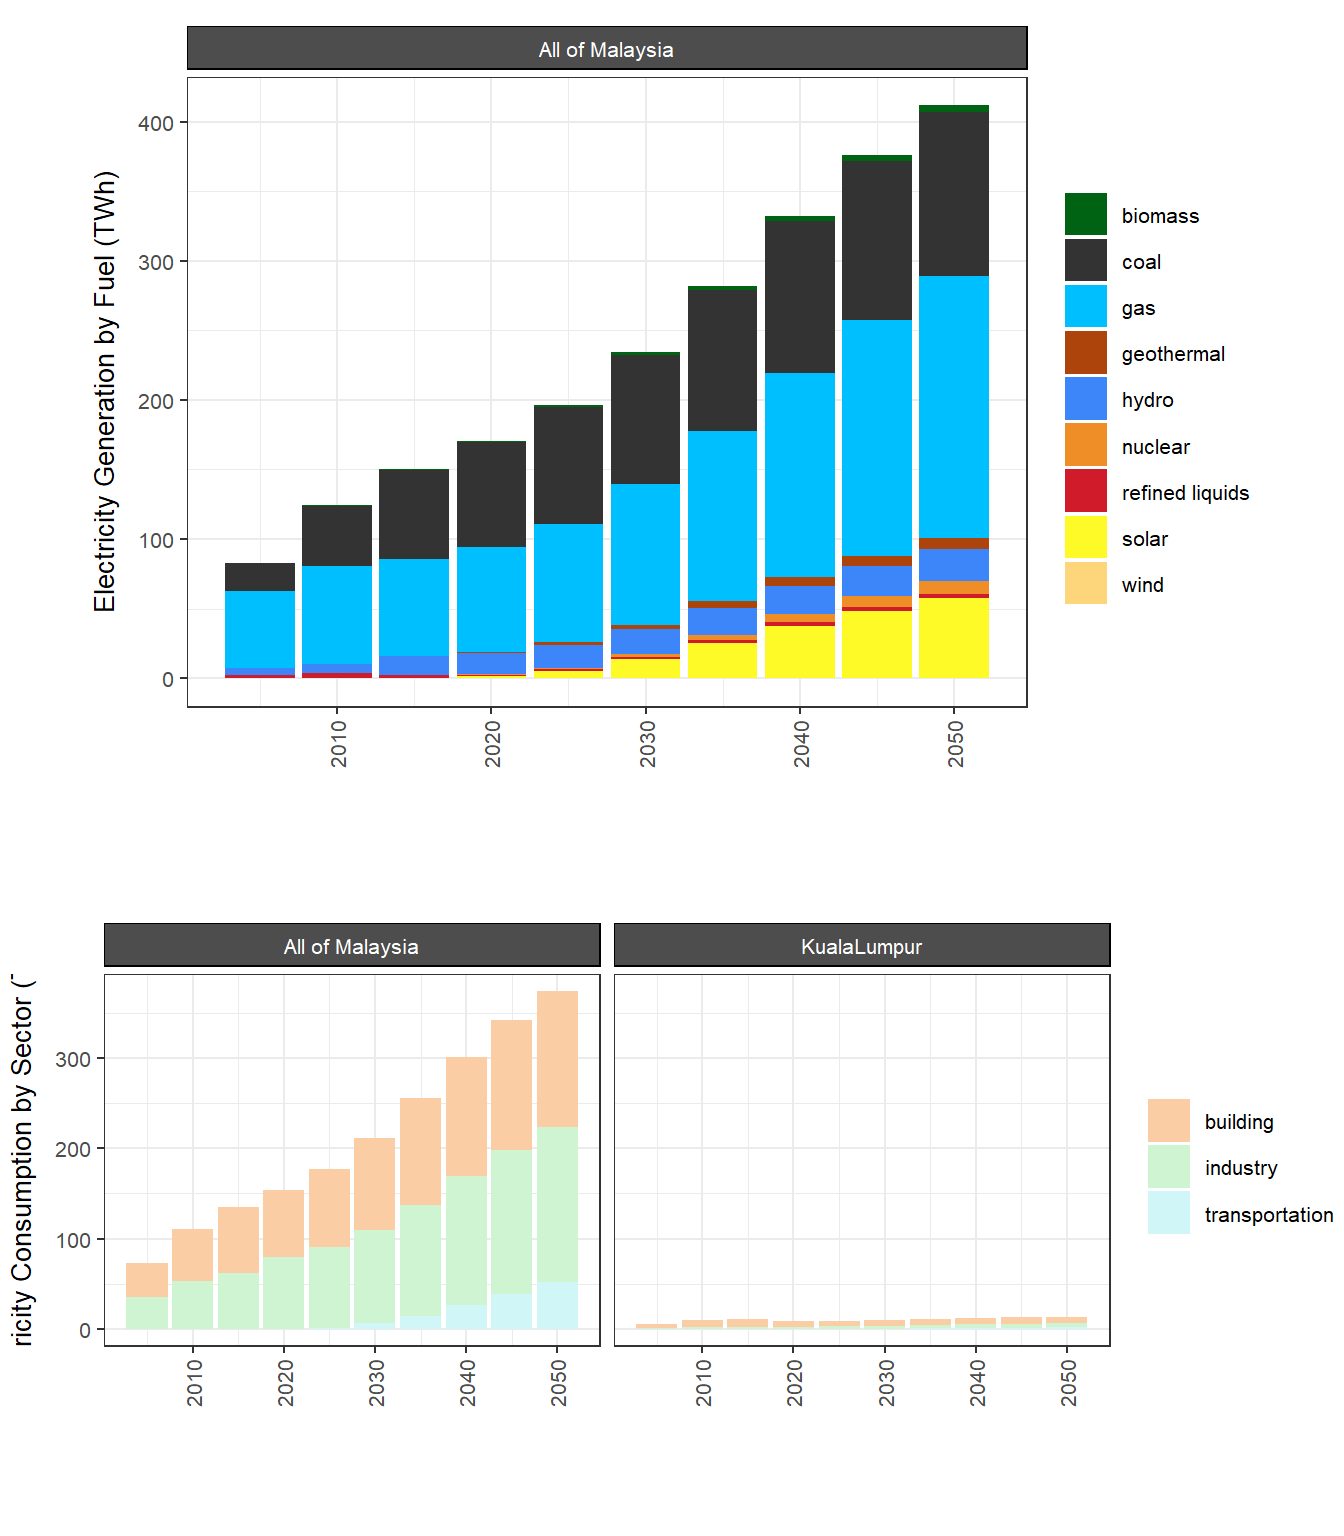 All of Malaysia
Electricity Generation by Fuel (TWh)
400
300
200
100
0
2010
2020
2030
2040
2050
biomass
coal
gas
geothermal
hydro
nuclear
refined liquids
solar
wind
All of Malaysia
KualaLumpur
ricity Consumption by Sector (
300
200
100
0
2010
2020
2030
2040
2050
2010
2020
2030
2040
2050
building
industry
transportation